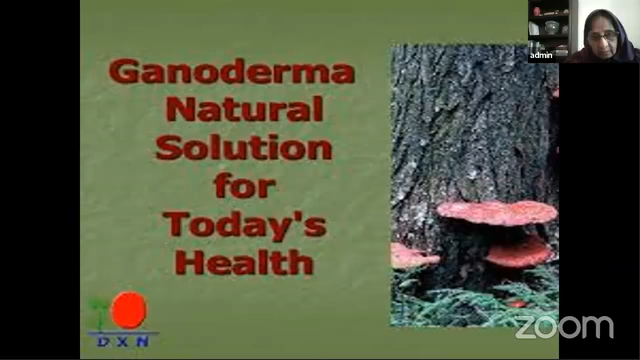 Ganoderma
Natural
Solution
for
Today's
Health
DXN
admin
zoom